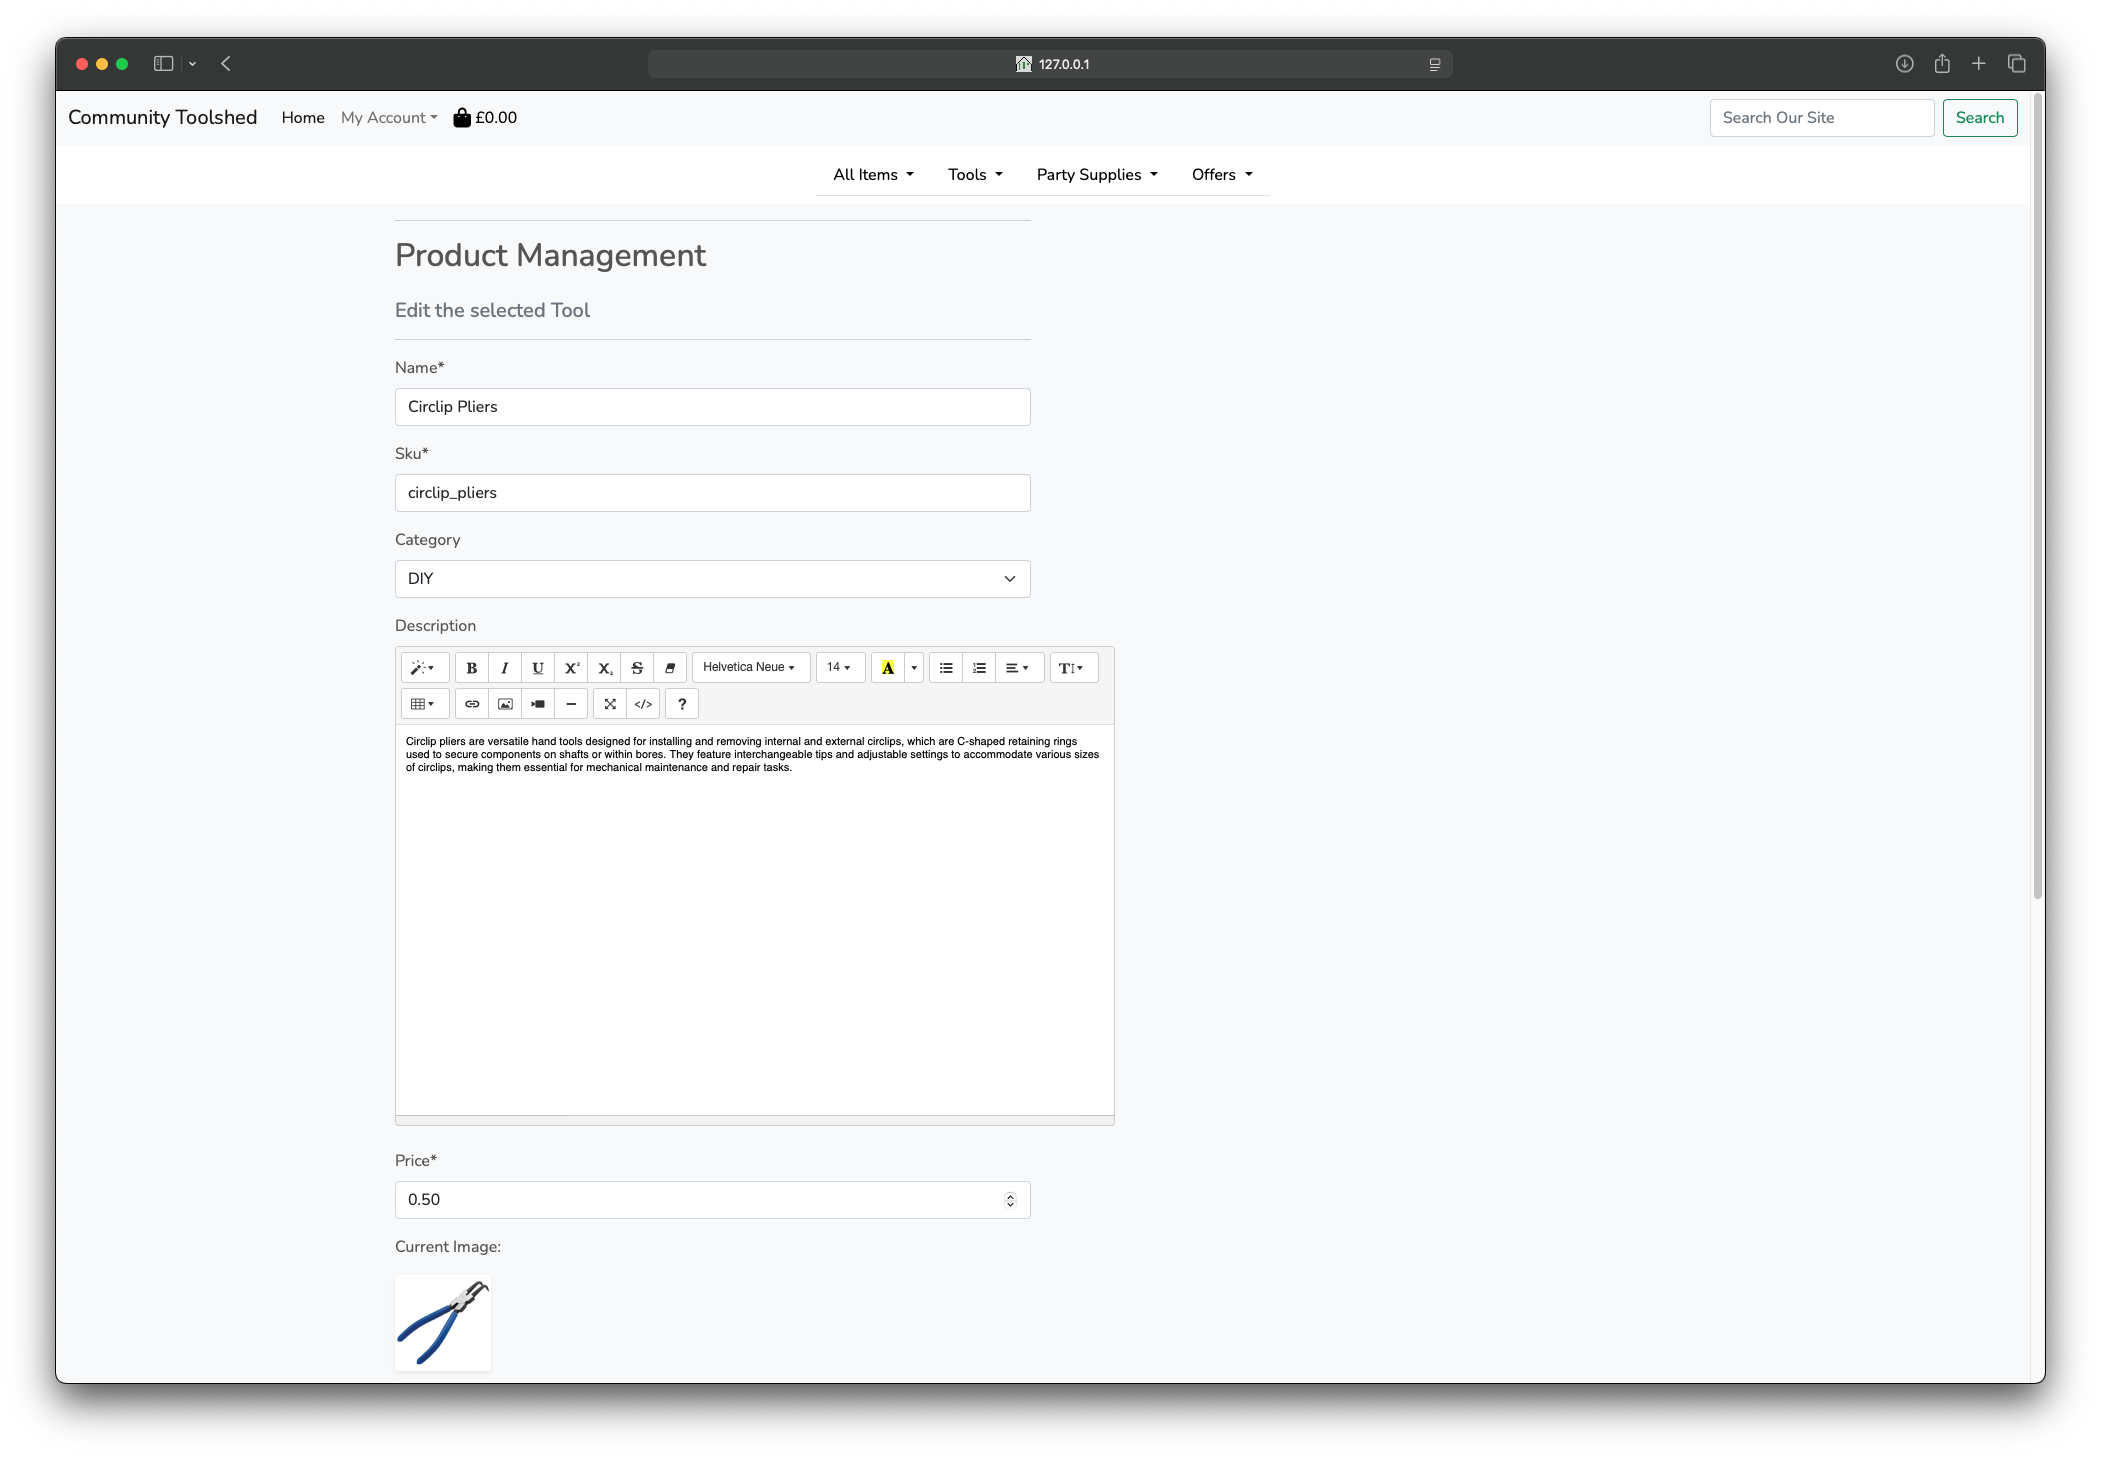 127.0.0.1
Community Toolshed Home My Account £0.00 Search Our Site Search
All Items Tools Party Supplies Offers
Product Management
Edit the selected Tool
Name*
Circlip Pliers
Sku*
circlip_pliers
Category
DIY
Description
B I U X² X₂ S Helvetica Neue 14 A T
</> ?
Circlip pliers are versatile hand tools designed for installing and removing internal and external circlips, which are C-shaped retaining rings
used to secure components on shafts or within bores. They feature interchangeable tips and adjustable settings to accommodate various sizes
of circlips, making them essential for mechanical maintenance and repair tasks.
Price*
0.50
Current Image: